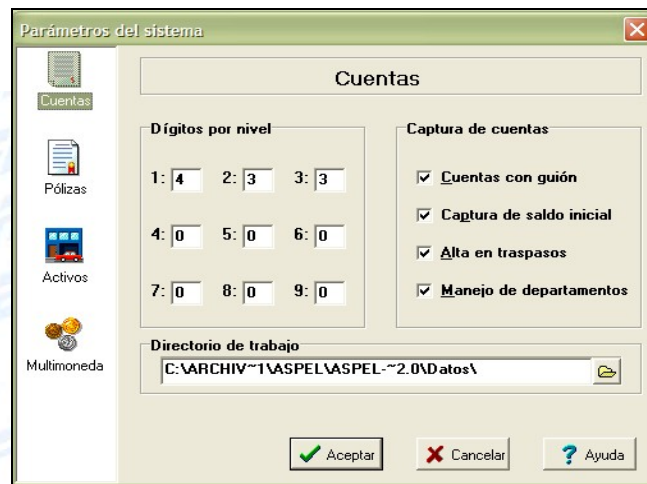 Parámetros del sistema
Cuentas
Pólizas
Activos
Multimoneda
Cuentas
Dígitos por nivel
1: 4 2: 3 3: 3
4: 0 5: 0 6: 0
7: 0 8: 0 9: 0
Captura de cuentas
Cuentas con guión
Captura de saldo inicial
Alta en traspasos
Manejo de departamentos
Directorio de trabajo
C:\ARCHIV~1\ASPEL\ASPEL-~2.0\Datos\
Aceptar
Cancelar
Ayuda